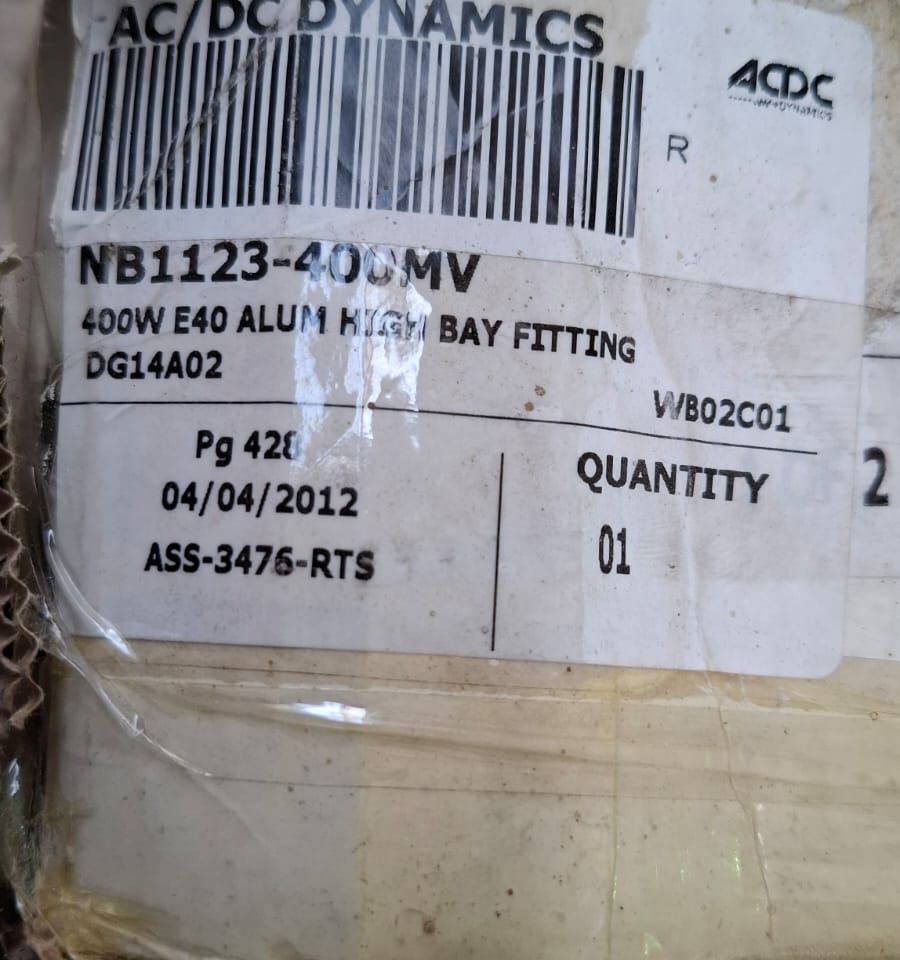 AC/DC DYNAMICS
ACDC
DYNAMICS
R
NB1123-400MV
400W E40 ALUM HIGH BAY FITTING
DG14A02
WB02C01
Pg 428
04/04/2012
ASS-3476-RTS
QUANTITY
01
2